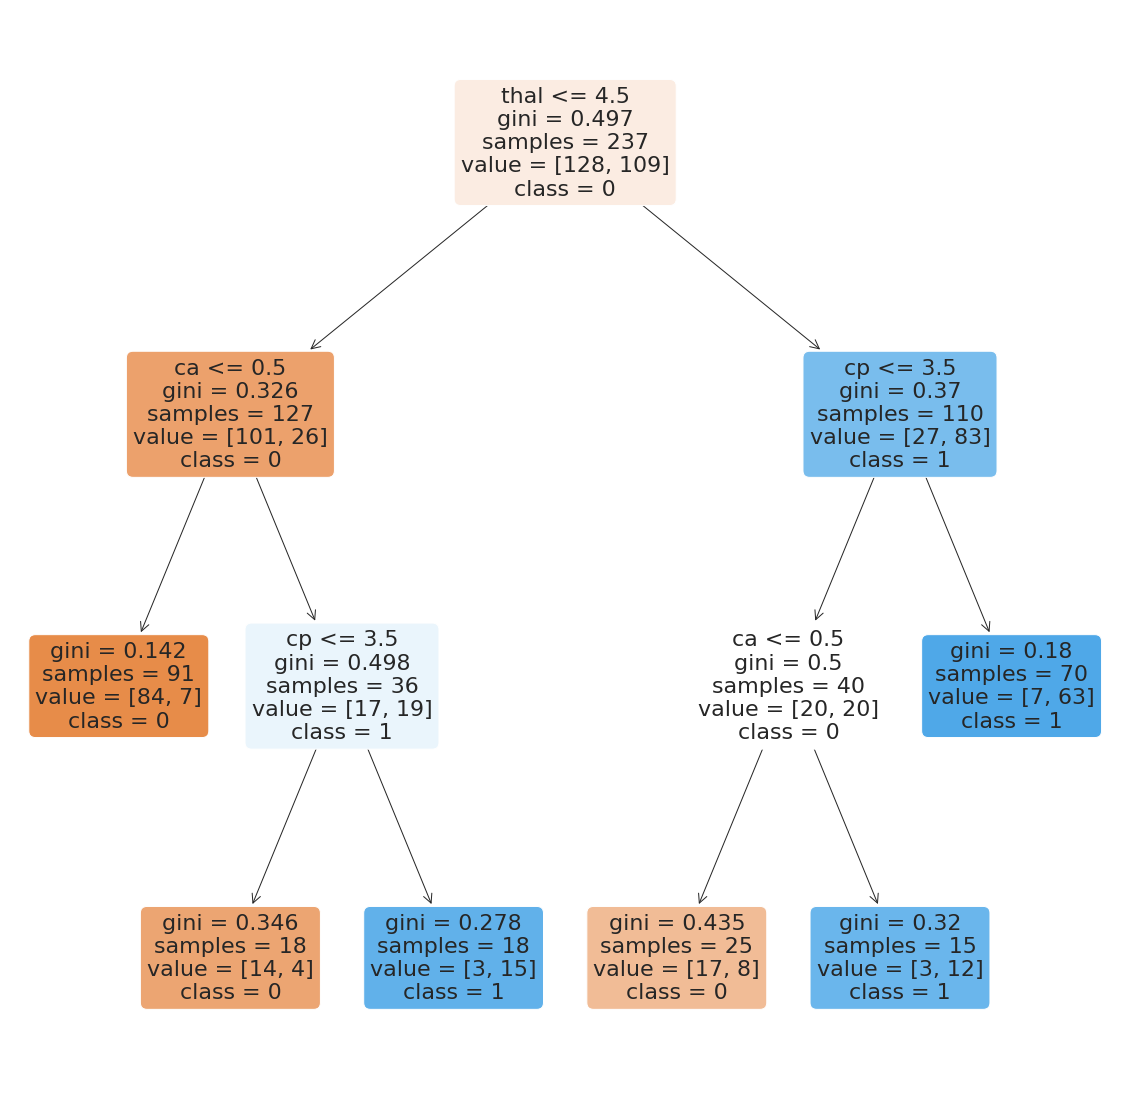 thal <= 4.5
gini = 0.497
samples = 237
value = [128, 109]
class = 0
ca <= 0.5
gini = 0.326
samples = 127
value = [101, 26]
class = 0
cp <= 3.5
gini = 0.37
samples = 110
value = [27, 83]
class = 1
gini = 0.142
samples = 91
value = [84, 7]
class = 0
cp <= 3.5
gini = 0.498
samples = 36
value = [17, 19]
class = 1
ca <= 0.5
gini = 0.5
samples = 40
value = [20, 20]
class = 0
gini = 0.18
samples = 70
value = [7, 63]
class = 1
gini = 0.346
samples = 18
value = [14, 4]
class = 0
gini = 0.278
samples = 18
value = [3, 15]
class = 1
gini = 0.435
samples = 25
value = [17, 8]
class = 0
gini = 0.32
samples = 15
value = [3, 12]
class = 1